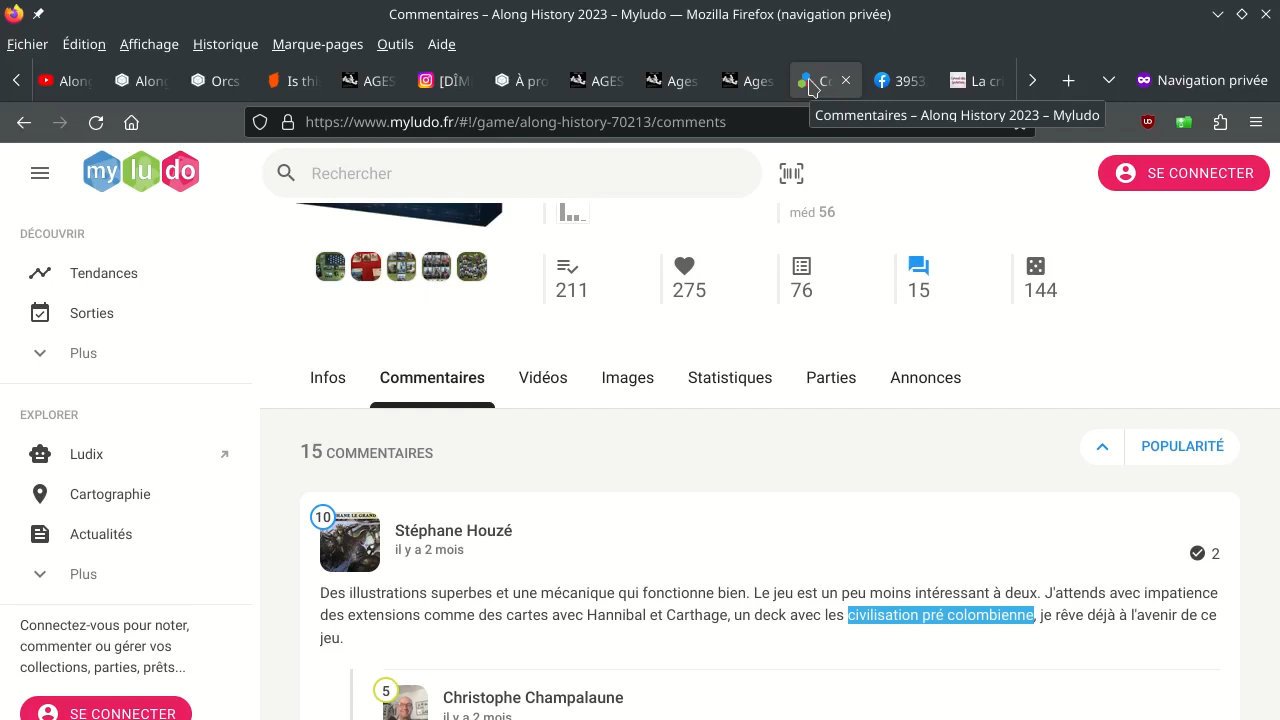 Commentaires – Along History 2023 – Myludo — Mozilla Firefox (navigation privée)
Fichier Édition Affichage Historique Marque-pages Outils Aide
Along Along Orcs Is thi AGES [DÎM À pro AGES Ages Ages Co 3953 La cri Navigation privée
Commentaires – Along History 2023 – Myludo
https://www.myludo.fr/#!/game/along-history-70213/comments
my lu do
Rechercher
SE CONNECTER
méd 56
DÉCOUVRIR
Tendances
Sorties
Plus
211 275 76 15 144
Infos Commentaires Vidéos Images Statistiques Parties Annonces
EXPLORER
Ludix
Cartographie
Actualités
Plus
15 COMMENTAIRES
POPULARITÉ
10
Stéphane Houzé
il y a 2 mois
2
Des illustrations superbes et une mécanique qui fonctionne bien. Le jeu est un peu moins intéressant à deux. J'attends avec impatience
des extensions comme des cartes avec Hannibal et Carthage, un deck avec les civilisation pré colombienne, je rêve déjà à l'avenir de ce
jeu.
Connectez-vous pour noter,
commenter ou gérer vos
collections, parties, prêts...
SE CONNECTER
5
Christophe Champalaune
il y a 2 mois